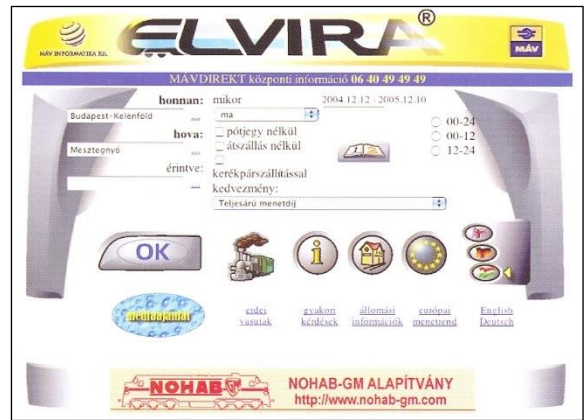 MÁV INFORMATIKA Kft.
ELVIRA®
MÁV
MÁVDIREKT központi információ 06 40 49 49 49
honnan: mikor 2004.12.12 - 2005.12.10
Budapest-Kelenföld ... ma
00-24
hova: pótjegy nélkül
00-12
Mesztegnyő ... átszállás nélkül
1 2
12-24
érintve:
... kerékpárszállítással
kedvezmény:
Teljesárú menetdíj
OK
i
erdei vasutak
gyakori kérdések
állomási információk
európai menetrend
English
Deutsch
NOHAB GM
NOHAB-GM ALAPÍTVÁNY
http://www.nohab-gm.com